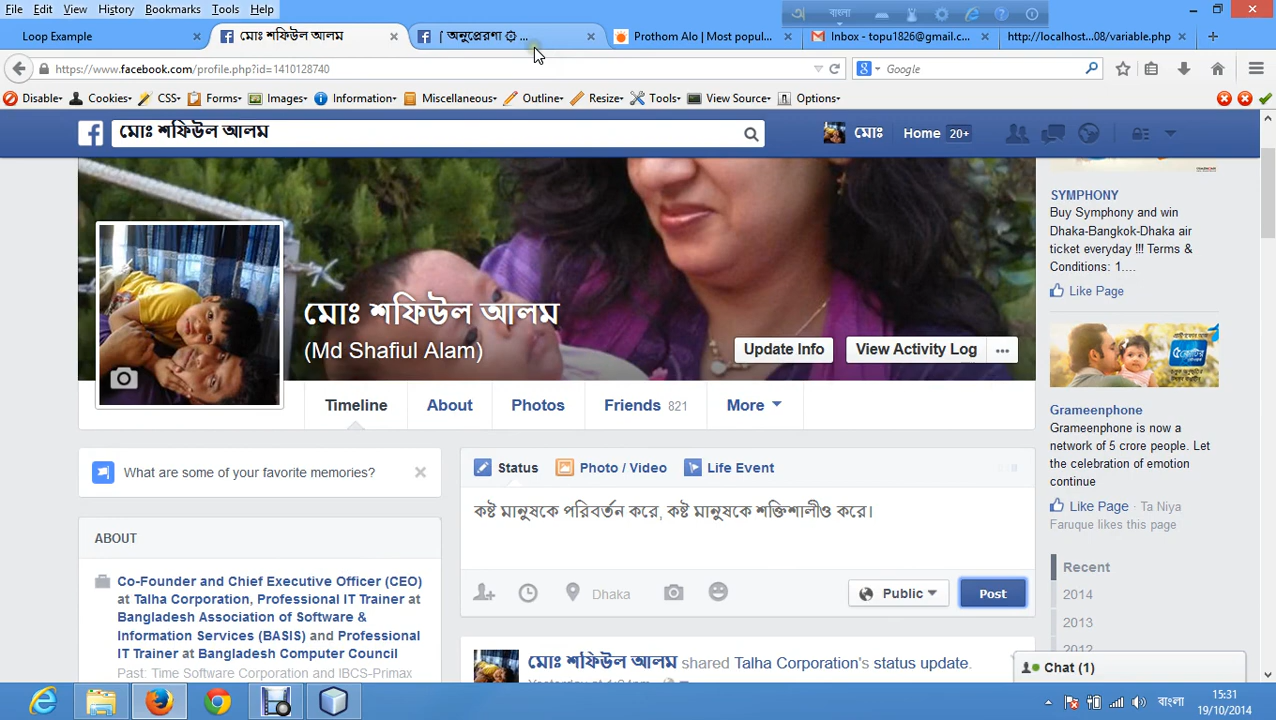 File Edit View History Bookmarks Tools Help
বাংলা
Loop Example
মোঃ শফিউল আলম
[ অনুপ্রেরণা ۞ ...
Prothom Alo | Most popul...
Inbox - topu1826@gmail.c...
http://localhost...08/variable.php
https://www.facebook.com/profile.php?id=1410128740
Google
Disable Cookies CSS Forms Images Information Miscellaneous Outline Resize Tools View Source Options
মোঃ শফিউল আলম
মোঃ Home 20+
মোঃ শফিউল আলম
(Md Shafiul Alam)
Update Info
View Activity Log ...
Timeline About Photos Friends 821 More
SYMPHONY
Buy Symphony and win
Dhaka-Bangkok-Dhaka air
ticket everyday !!! Terms &
Conditions: 1....
Like Page
Grameenphone
Grameenphone is now a
network of 5 crore people. Let
the celebration of emotion
continue
Like Page · Ta Niya
Faruque likes this page
What are some of your favorite memories?
Status Photo / Video Life Event
কষ্ট মানুষকে পরিবর্তন করে, কষ্ট মানুষকে শক্তিশালীও করে।
Dhaka
Public Post
ABOUT
Co-Founder and Chief Executive Officer (CEO)
at Talha Corporation, Professional IT Trainer at
Bangladesh Association of Software &
Information Services (BASIS) and Professional
IT Trainer at Bangladesh Computer Council
Past: Time Software Corporation and IBCS-Primax
মোঃ শফিউল আলম shared Talha Corporation's status update.
Recent
2014
2013
2012
Chat (1)
বাংলা
15:31
19/10/2014